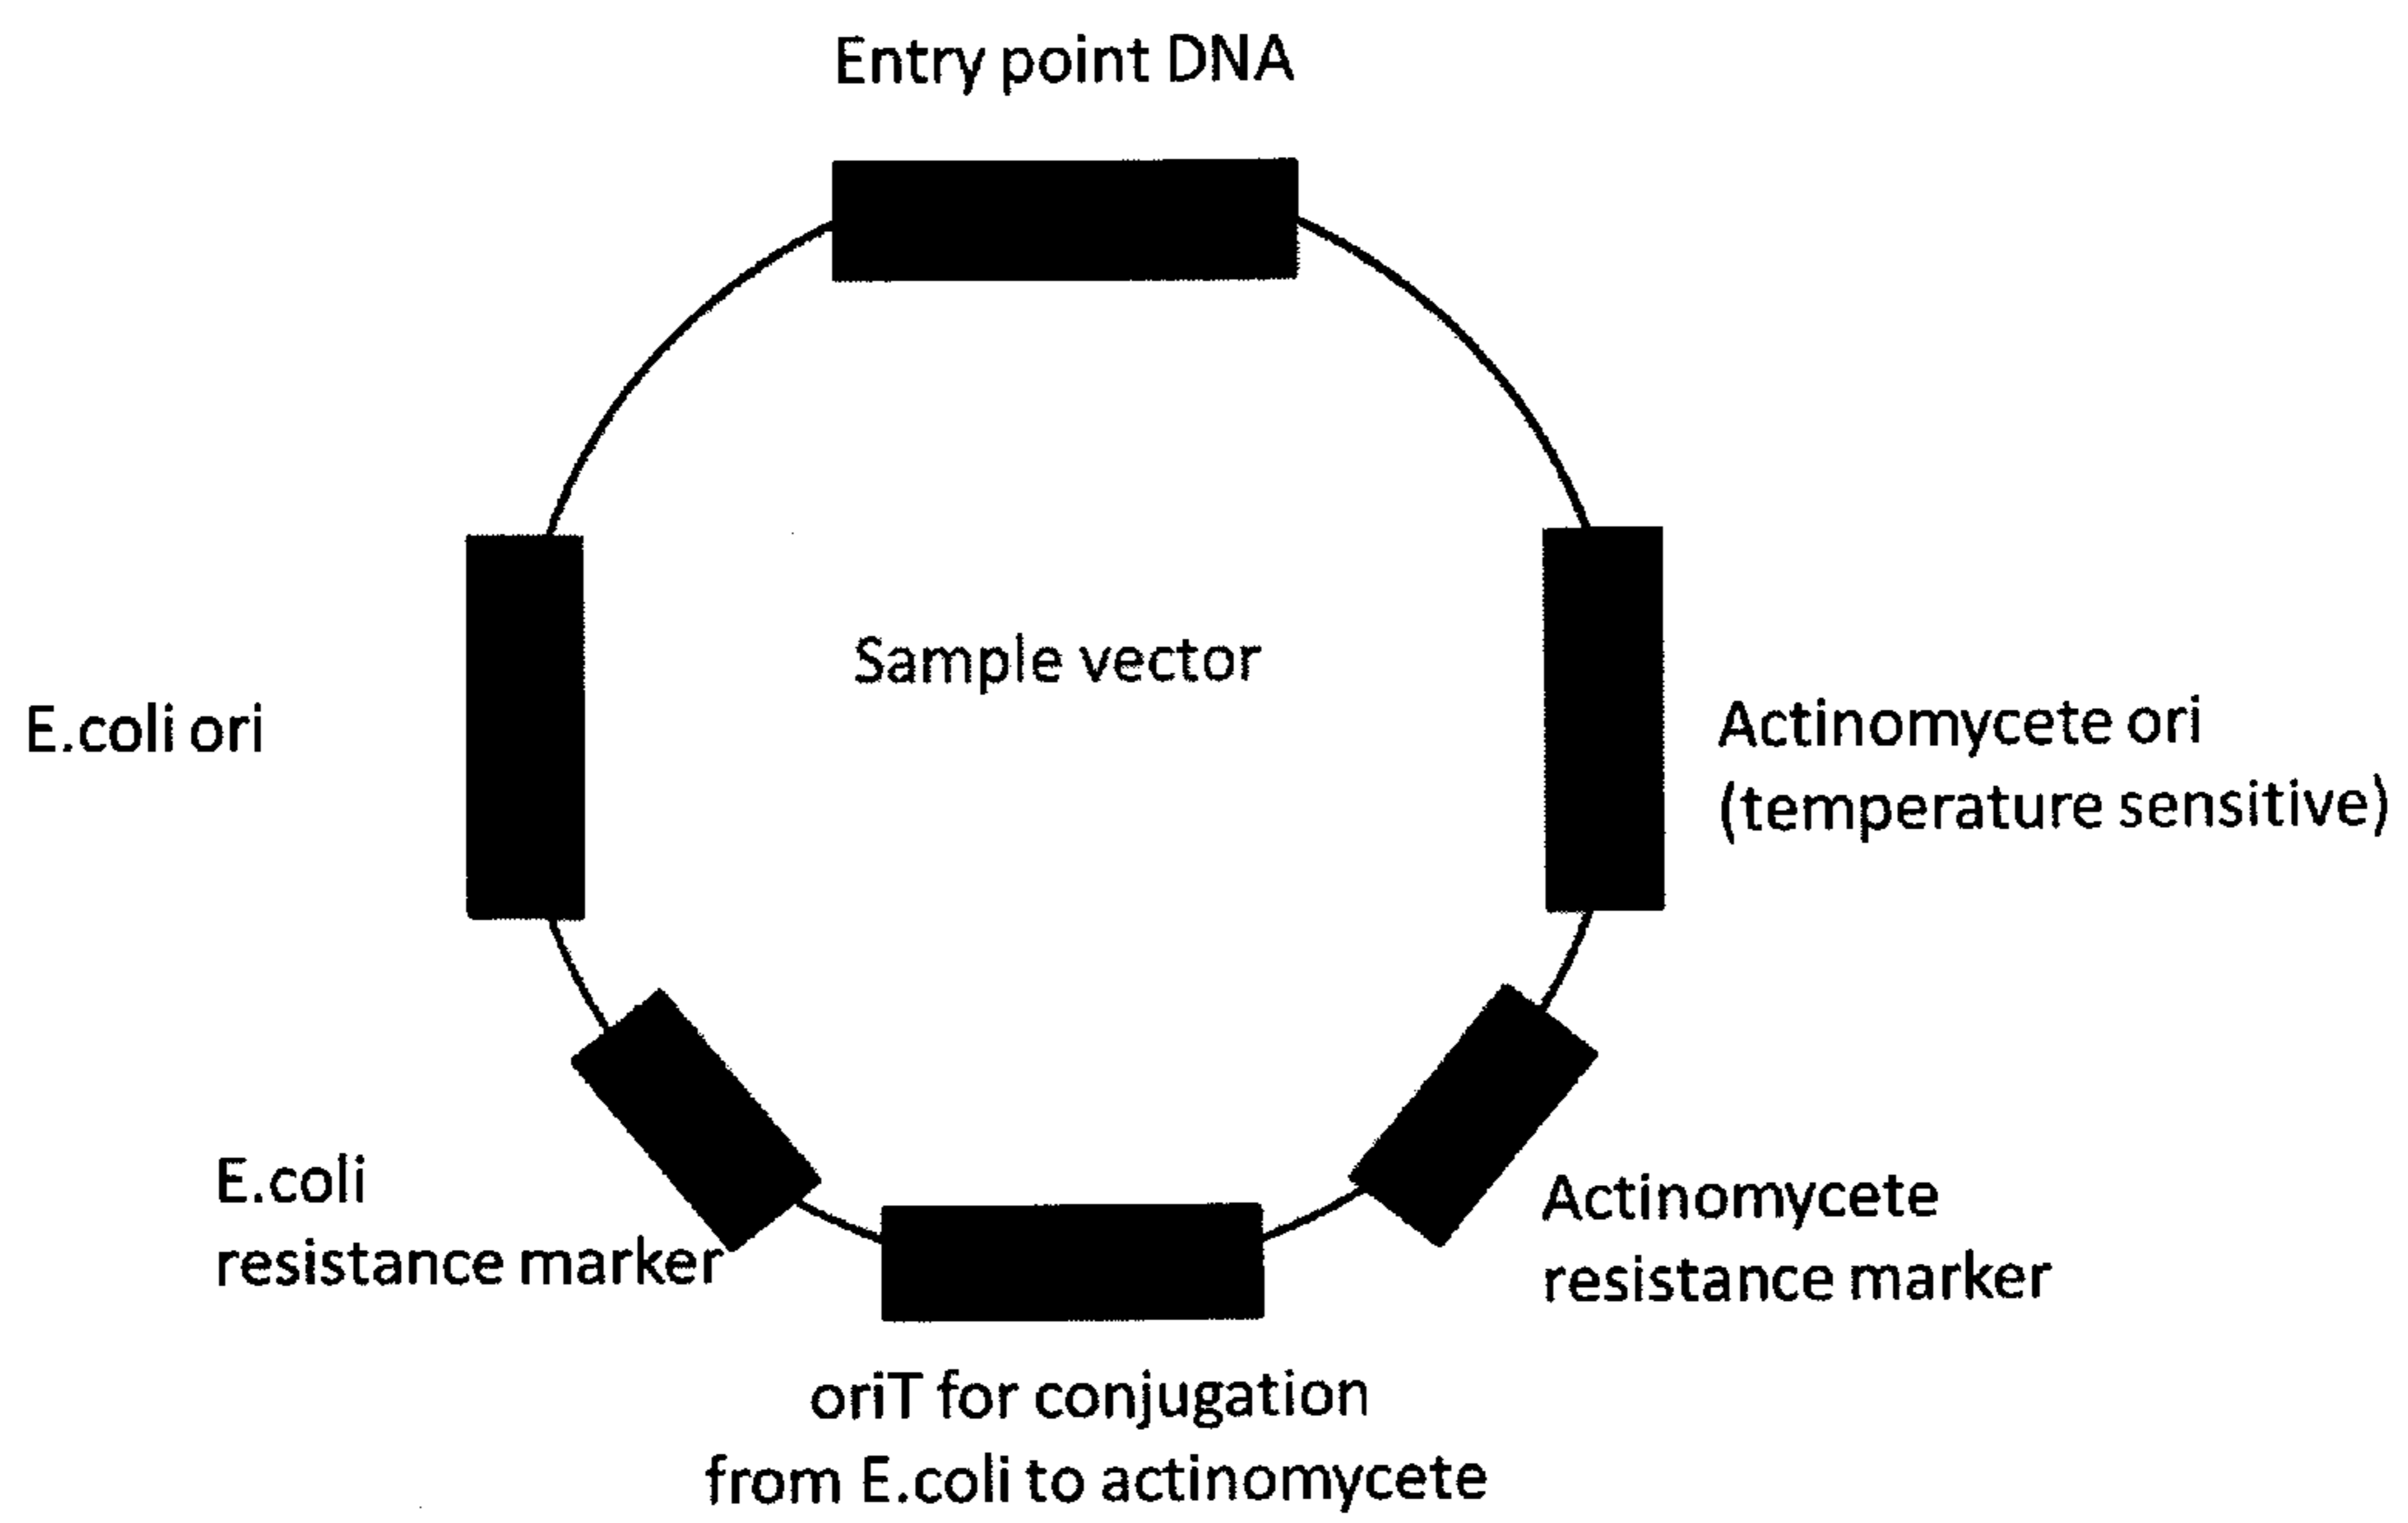 Entry point DNA
Sample vector
E.coli ori
Actinomycete ori
(temperature sensitive)
E.coli
resistance marker
Actinomycete
resistance marker
oriT for conjugation
from E.coli to actinomycete